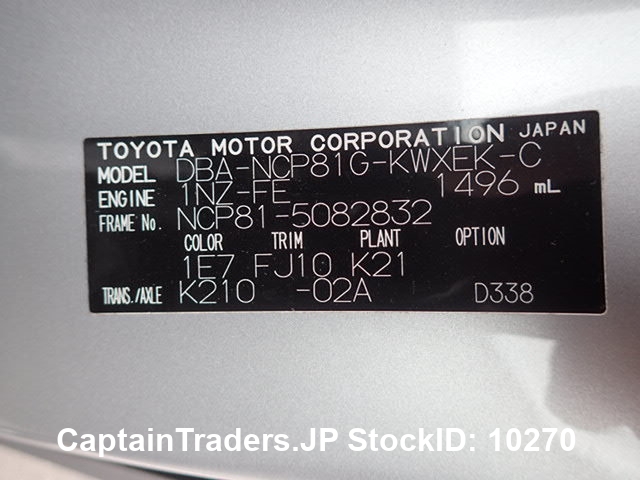 TOYOTA MOTOR CORPORATION JAPAN
MODEL DBA-NCP81G-KWXEK-C
ENGINE 1NZ-FE 1496 mL
FRAME No. NCP81-5082832
COLOR TRIM PLANT OPTION
1E7 FJ10 K21
TRANS./AXLE K210 -02A D338
CaptainTraders.JP StockID: 10270